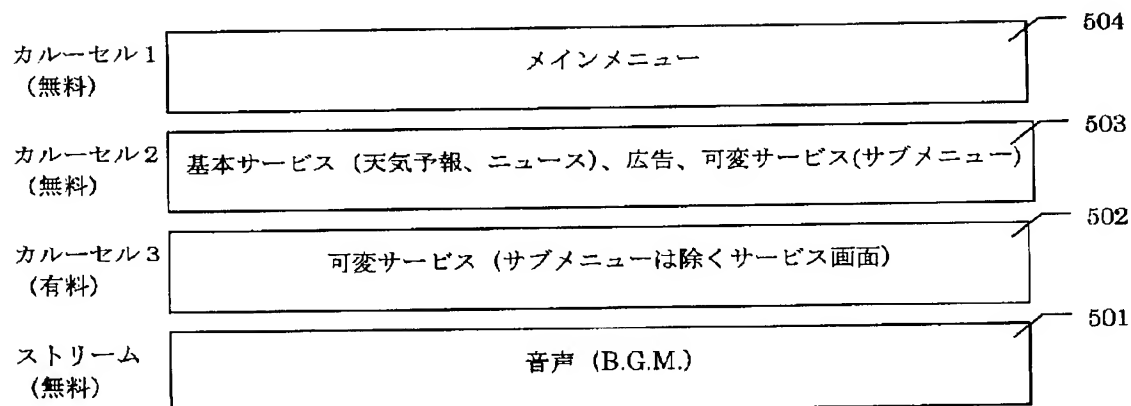 504
カルーセル1
(無料)
メインメニュー
503
カルーセル2
(無料)
基本サービス (天気予報、ニュース)、広告、可変サービス(サブメニュー)
502
カルーセル3
(有料)
可変サービス (サブメニューは除くサービス画面)
501
ストリーム
(無料)
音声 (B.G.M.)